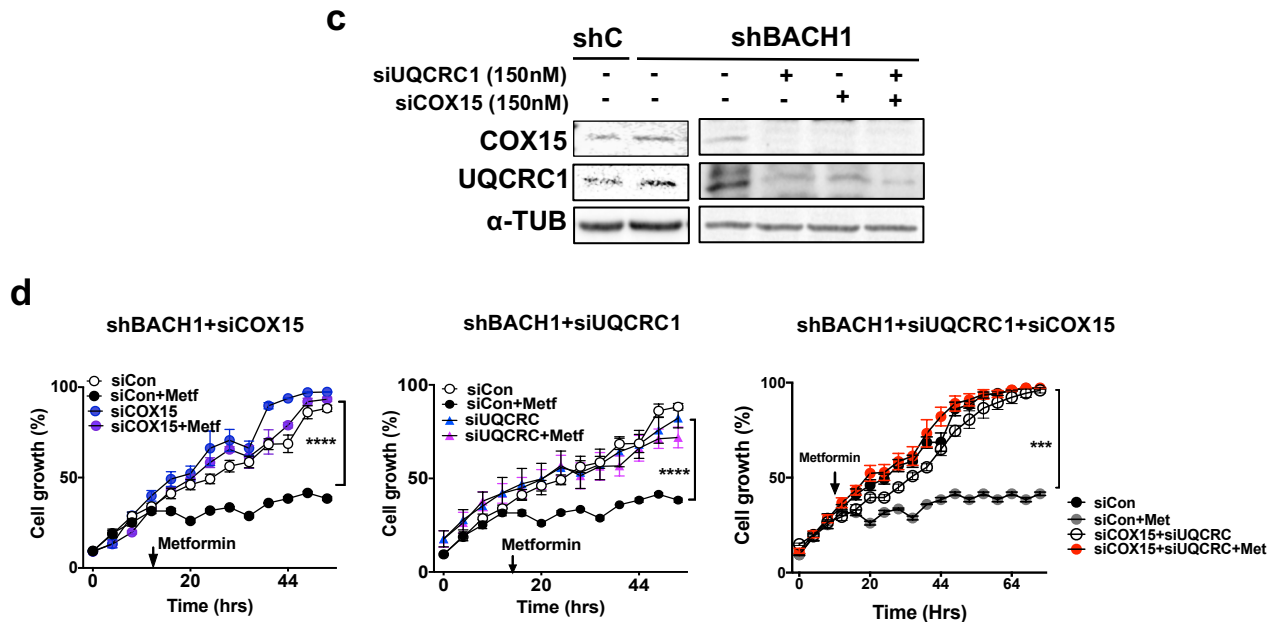 c
shC shBACH1
siUQCRC1 (150nM) - - - + - +
siCOX15 (150nM) - - - - + +
COX15
UQCRC1
α-TUB
d
shBACH1+siCOX15
100
50
0
Cell growth (%)
siCon
siCon+Metf
siCOX15
siCOX15+Metf
****
Metformin
0 20 44
Time (hrs)
shBACH1+siUQCRC1
100
50
0
Cell growth (%)
siCon
siCon+Metf
siUQCRC
siUQCRC+Metf
****
Metformin
0 20 44
Time (hrs)
shBACH1+siUQCRC1+siCOX15
100
50
0
Cell growth (%)
Metformin
***
siCon
siCon+Met
siCOX15+siUQCRC
siCOX15+siUQCRC+Met
0 20 44 64
Time (Hrs)